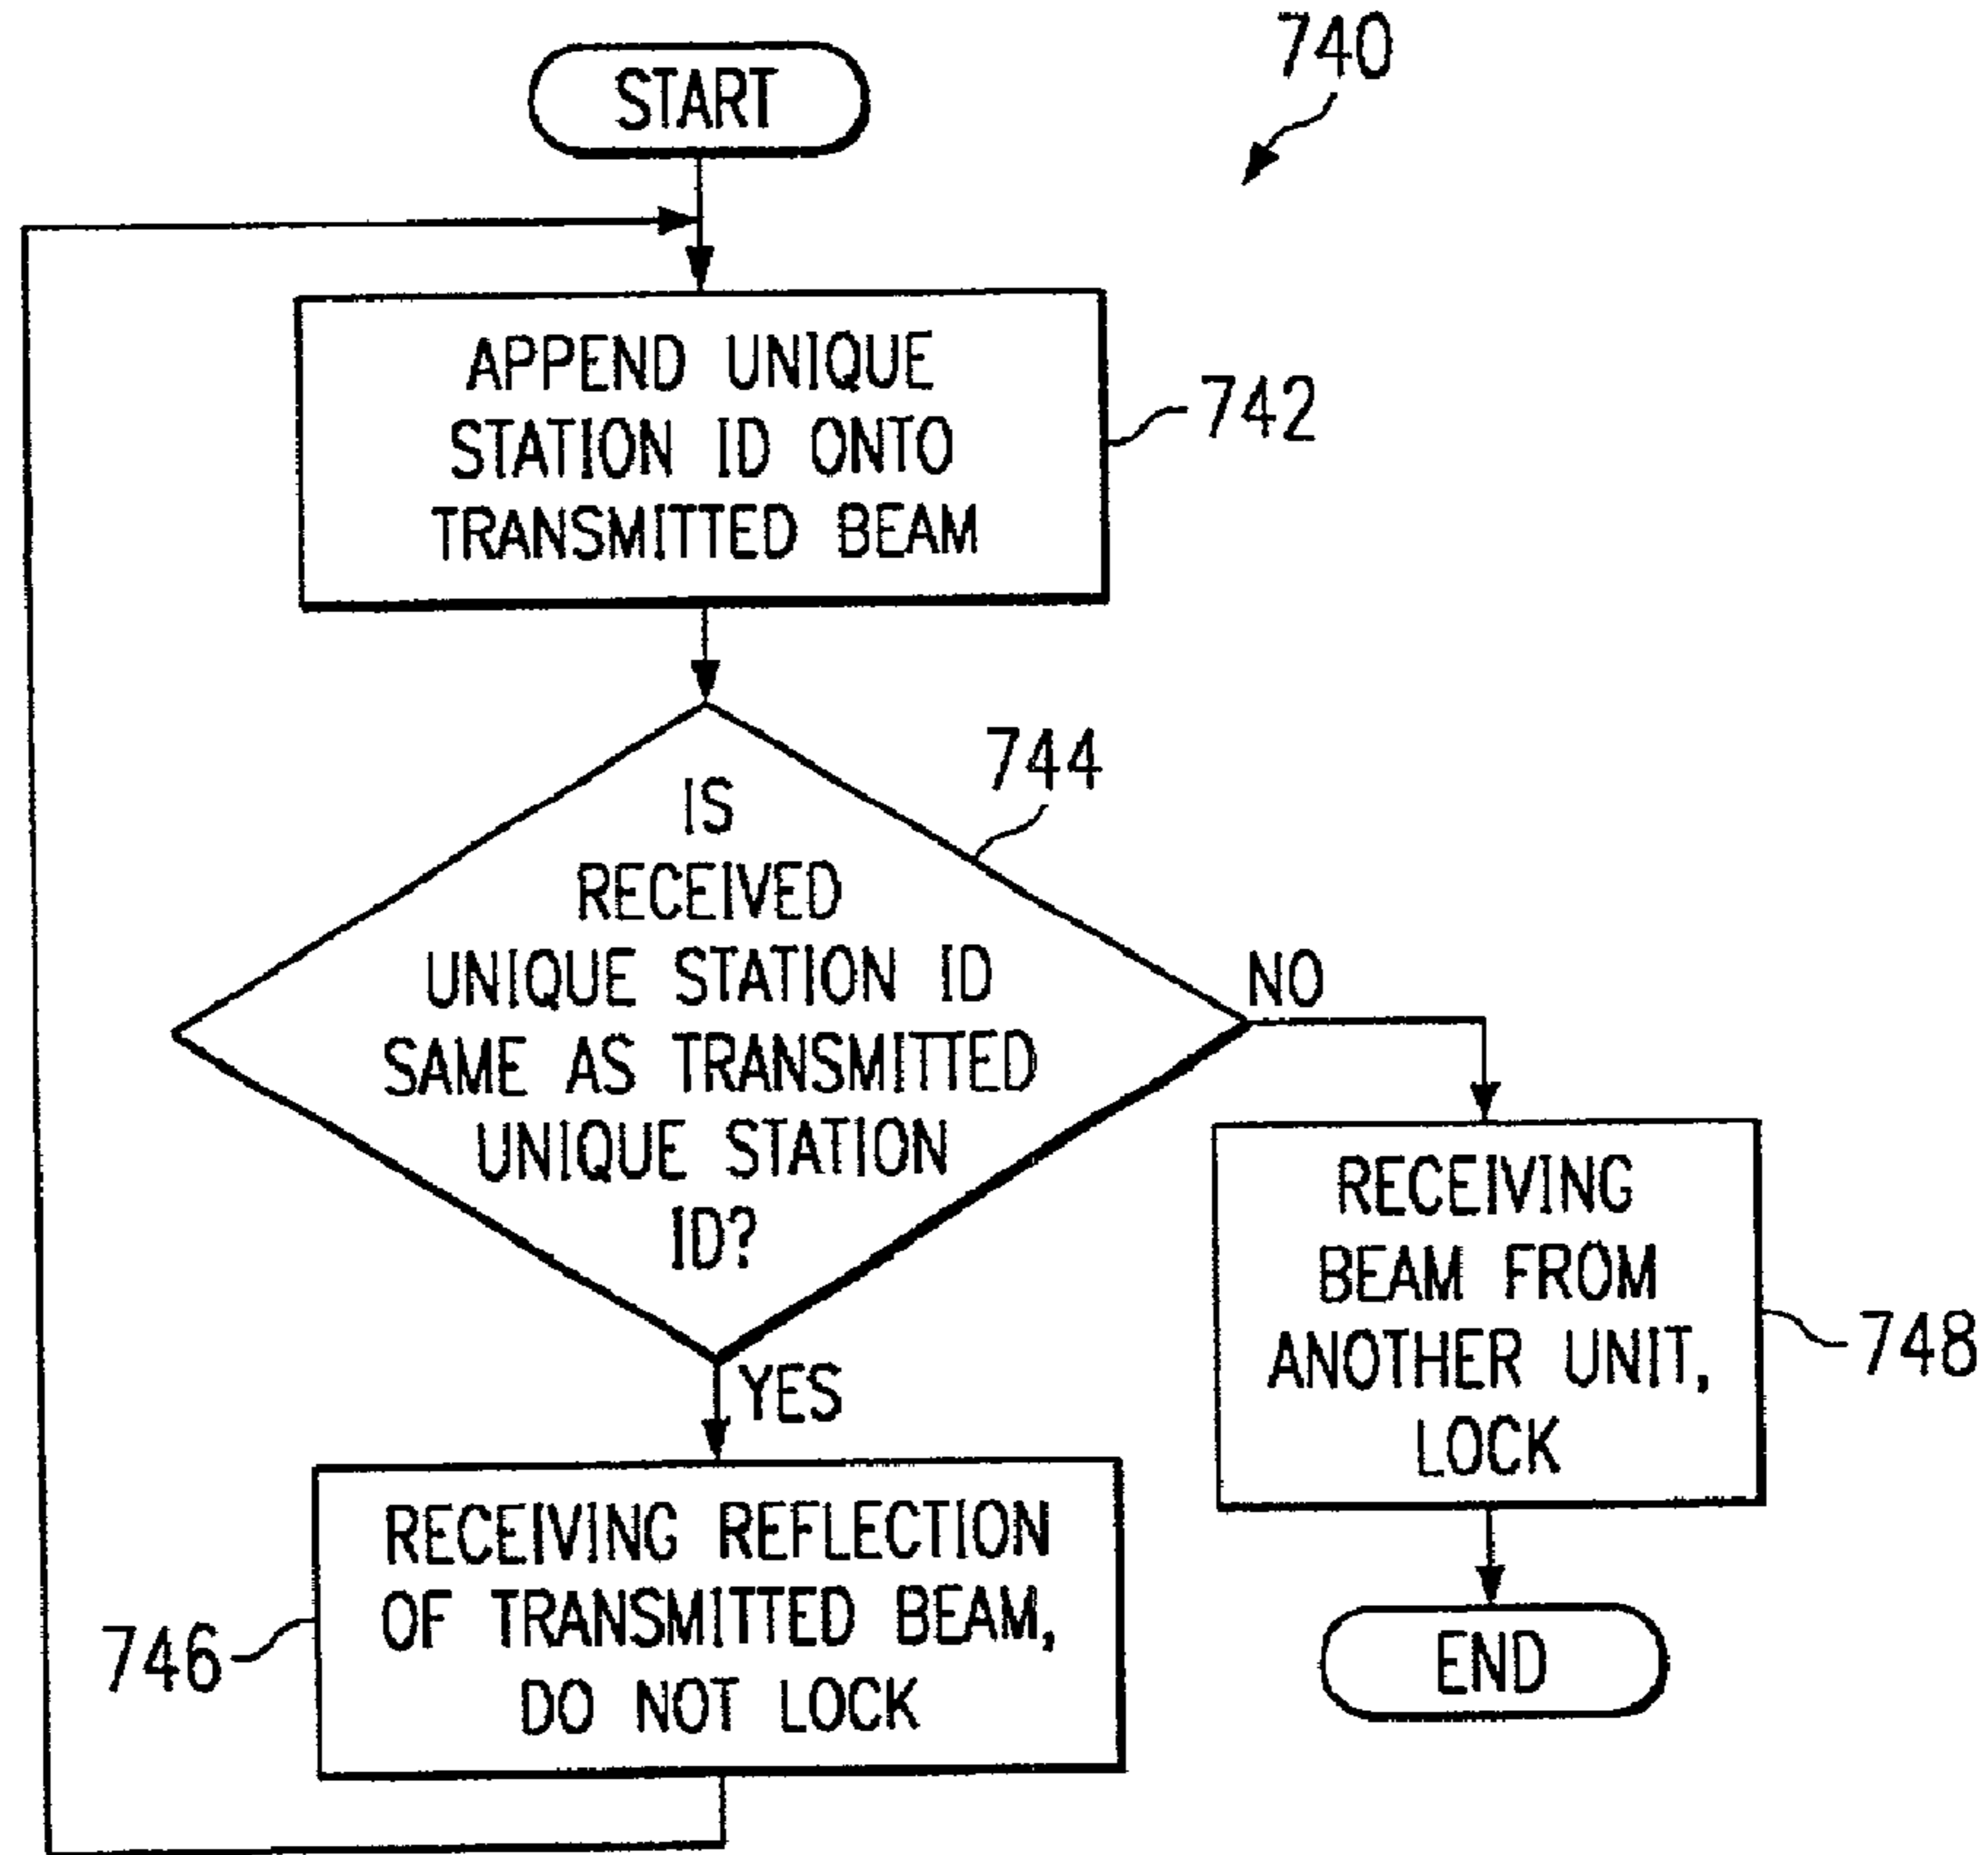 740
START
APPEND UNIQUE
STATION ID ONTO
TRANSMITTED BEAM
742
IS
RECEIVED
UNIQUE STATION ID
SAME AS TRANSMITTED
UNIQUE STATION
ID?
744
NO
YES
RECEIVING
BEAM FROM
ANOTHER UNIT,
LOCK
748
RECEIVING REFLECTION
OF TRANSMITTED BEAM,
DO NOT LOCK
746
END